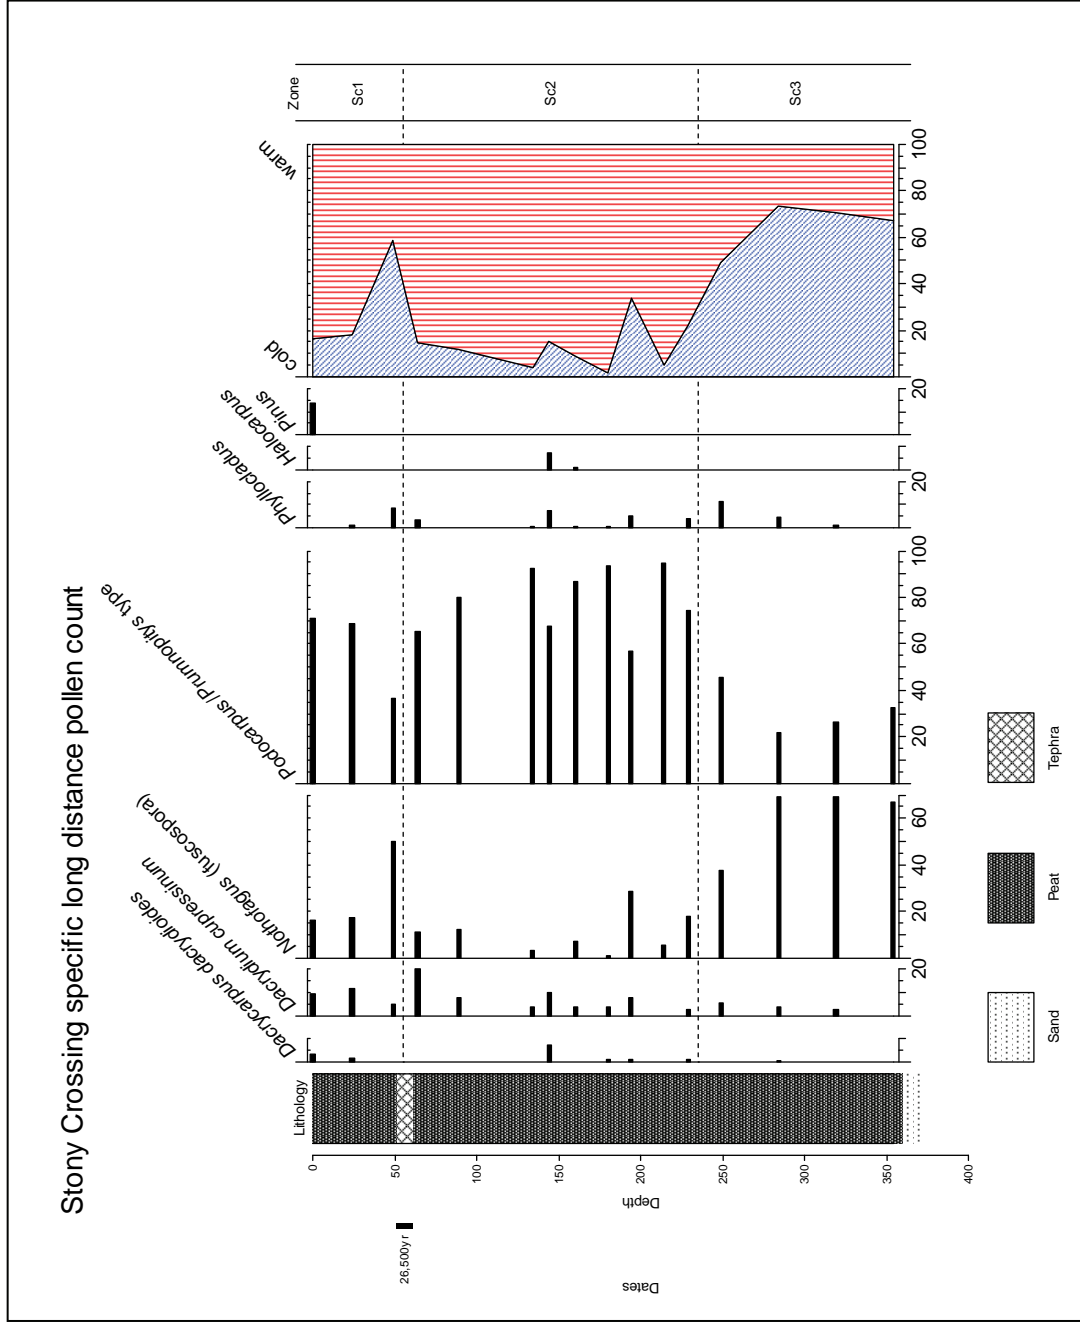 Stony Crossing specific long distance pollen count
Dates
Depth
Lithology
Dacrycarpus dacrydioides
Dacrydium cupressinum
Nothofagus (fuscospora)
Podocarpus/Prumnopitys type
Phyllocladus
Halocarpus
Pinus
cold
warm
Zone
26,500yr
0
50
100
150
200
250
300
350
400
Sc1
Sc2
Sc3
20
20 40 60
20 40 60 80 100
20
20
20 40 60 80 100
Sand
Peat
Tephra